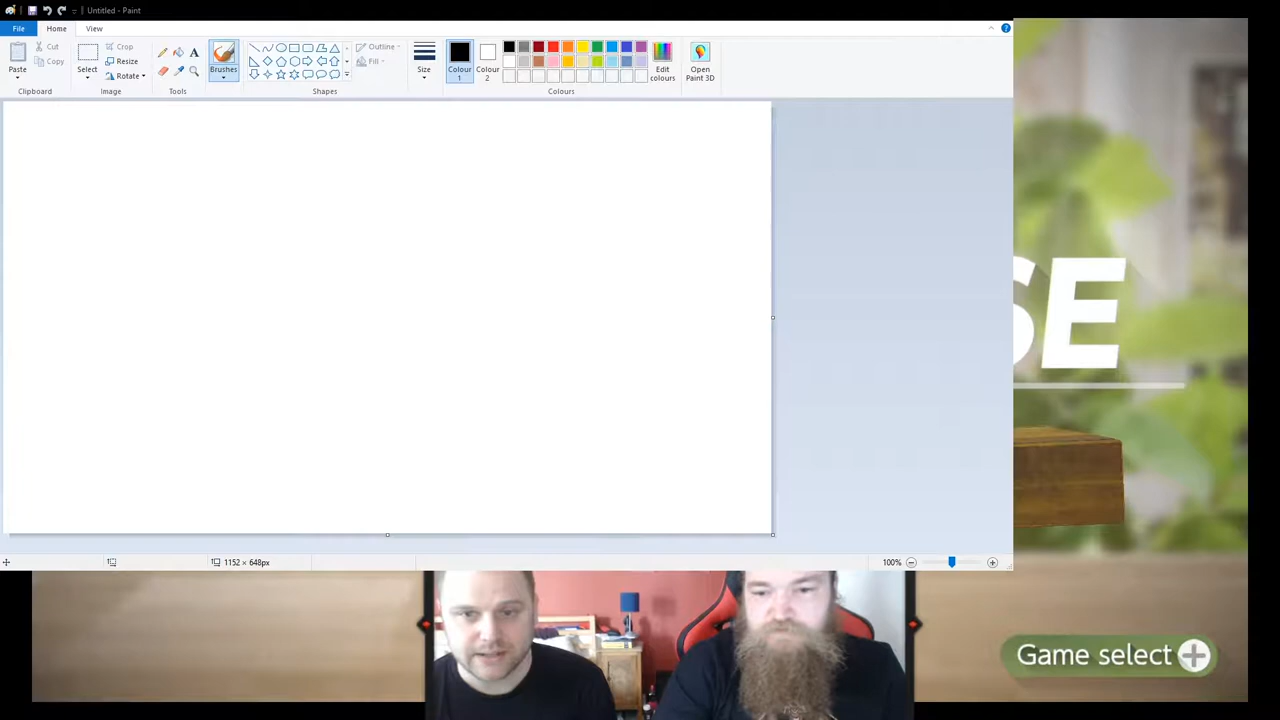 Untitled - Paint
File Home View
Paste
Cut
Copy
Clipboard
Select
Crop
Resize
Rotate
Image
A
Tools
Brushes
Outline
Fill
Shapes
Size
Colour
1
Colour
2
Edit
colours
Colours
Open
Paint 3D
SE
1152 × 648px
100%
Game select